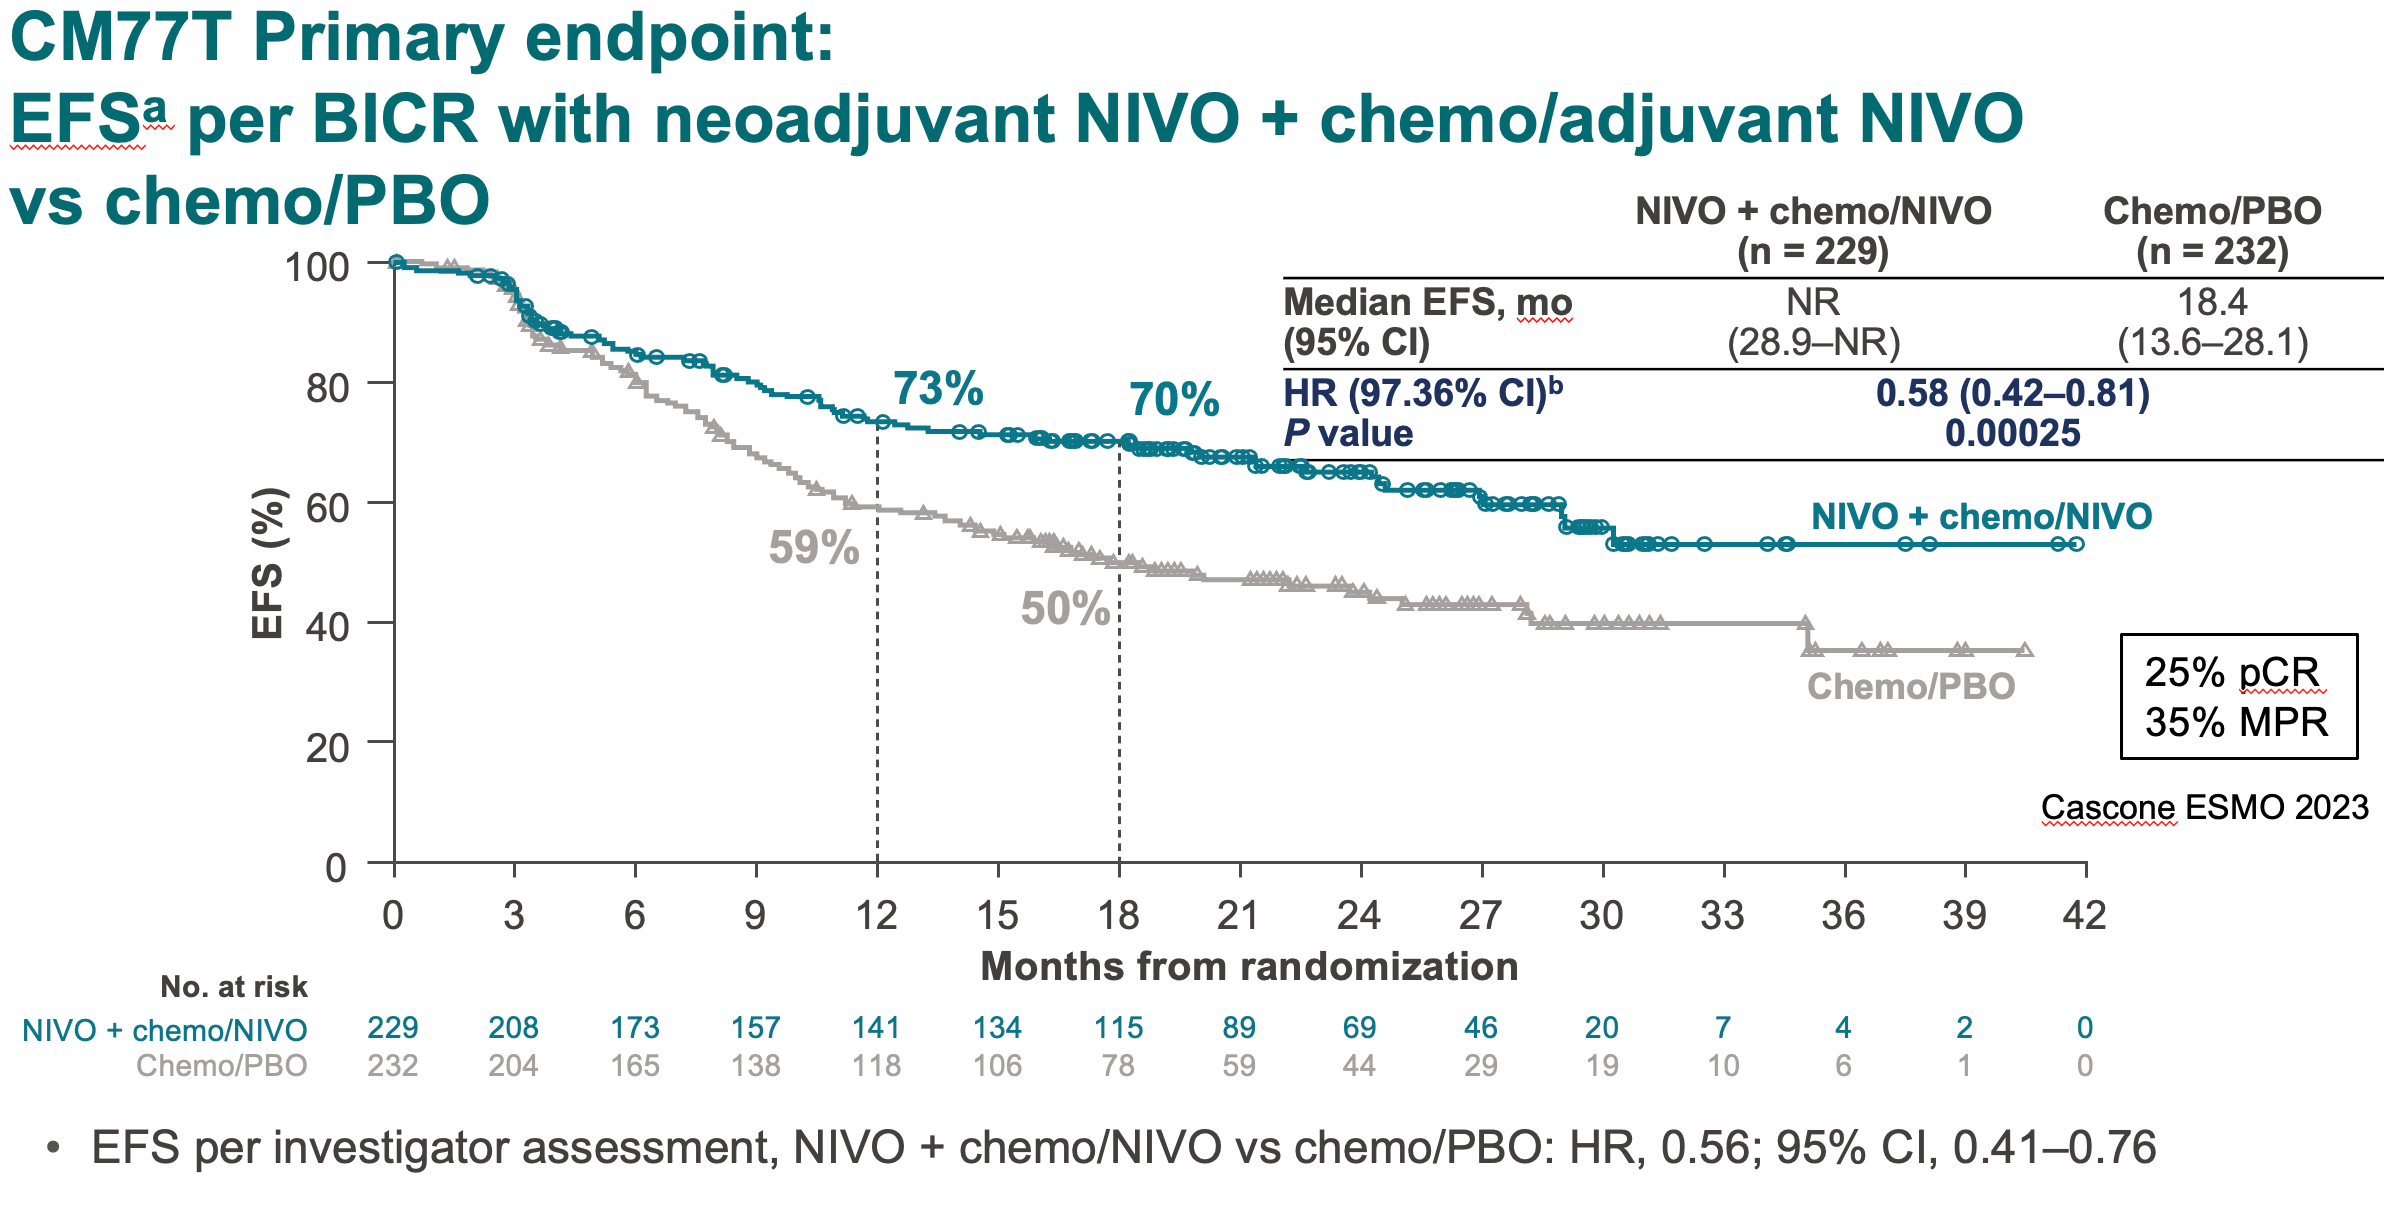 CM77T Primary endpoint:
EFSa per BICR with neoadjuvant NIVO + chemo/adjuvant NIVO
vs chemo/PBO
NIVO + chemo/NIVO Chemo/PBO
(n = 229) (n = 232)
Median EFS, mo NR 18.4
(95% CI) (28.9–NR) (13.6–28.1)
HR (97.36% CI)b 0.58 (0.42–0.81)
P value 0.00025
EFS (%)
100
80
60
40
20
0
73%
70%
59%
50%
NIVO + chemo/NIVO
Chemo/PBO
25% pCR
35% MPR
Cascone ESMO 2023
0 3 6 9 12 15 18 21 24 27 30 33 36 39 42
Months from randomization
No. at risk
NIVO + chemo/NIVO 229 208 173 157 141 134 115 89 69 46 20 7 4 2 0
Chemo/PBO 232 204 165 138 118 106 78 59 44 29 19 10 6 1 0
• EFS per investigator assessment, NIVO + chemo/NIVO vs chemo/PBO: HR, 0.56; 95% CI, 0.41–0.76